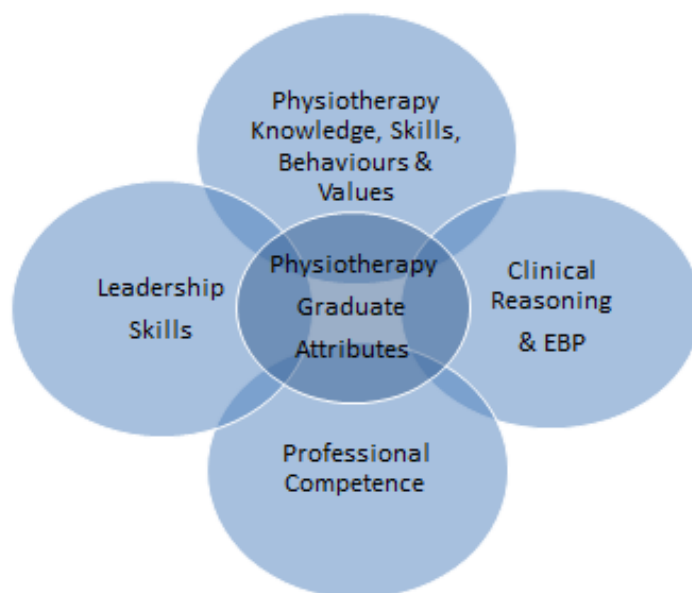 Physiotherapy
Knowledge, Skills,
Behaviours &
Values
Leadership
Skills
Physiotherapy
Graduate
Attributes
Clinical
Reasoning
& EBP
Professional
Competence